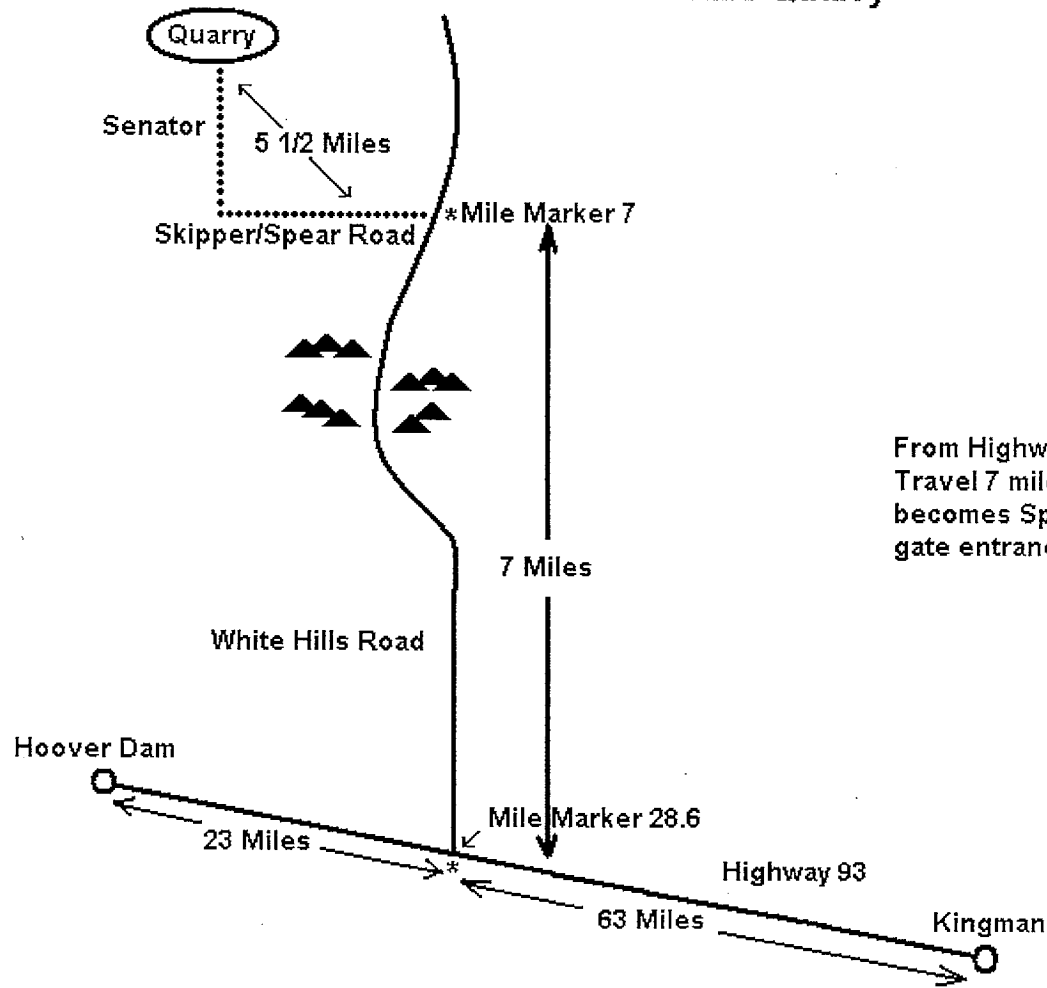 Quarry
Senator
5 1/2 Miles
*Mile Marker 7
Skipper/Spear Road
From Highw
Travel 7 mil
becomes Sp
gate entran
7 Miles
White Hills Road
Hoover Dam
Mile Marker 28.6
23 Miles
*
Highway 93
63 Miles
Kingman